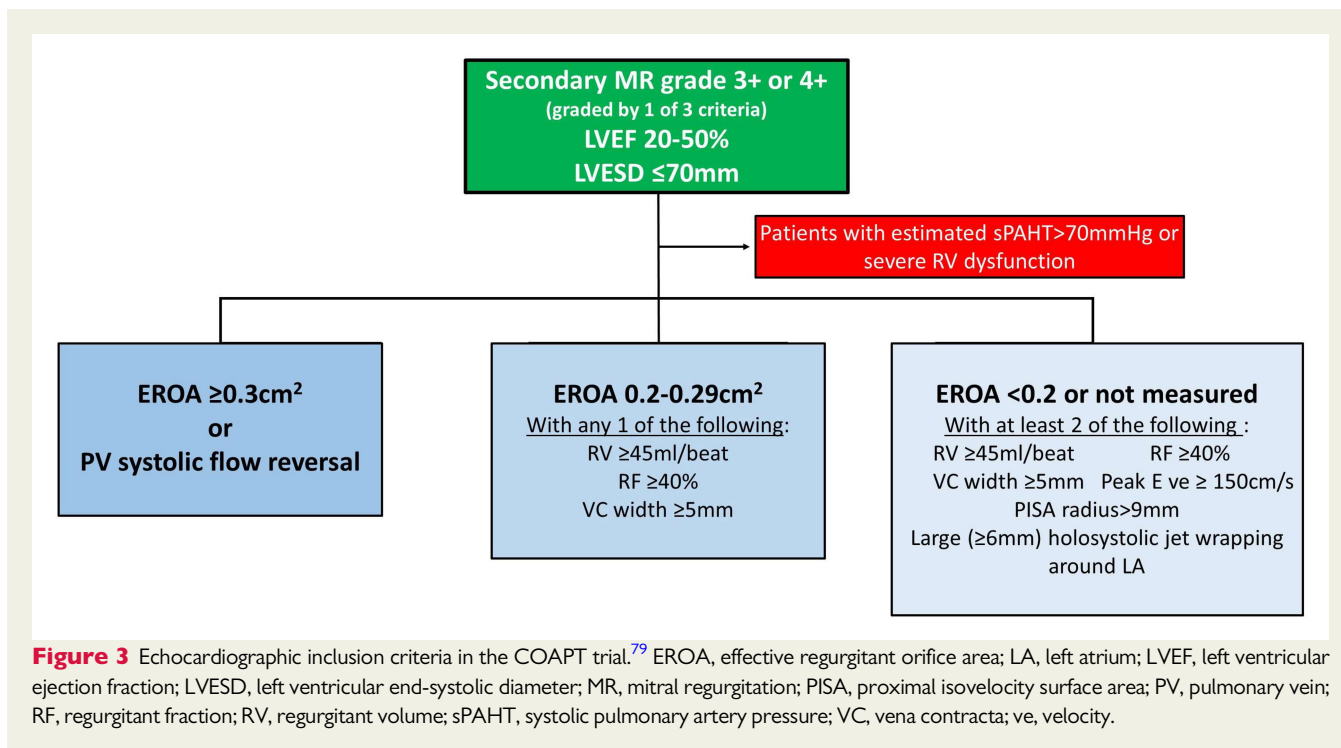 Secondary MR grade 3+ or 4+
(graded by 1 of 3 criteria)
LVEF 20-50%
LVESD ≤70mm
Patients with estimated sPAHT>70mmHg or
severe RV dysfunction
EROA ≥0.3cm²
or
PV systolic flow reversal
EROA 0.2-0.29cm²
With any 1 of the following:
RV ≥45ml/beat
RF ≥40%
VC width ≥5mm
EROA <0.2 or not measured
With at least 2 of the following :
RV ≥45ml/beat RF ≥40%
VC width ≥5mm Peak E ve ≥ 150cm/s
PISA radius>9mm
Large (≥6mm) holosystolic jet wrapping
around LA
Figure 3 Echocardiographic inclusion criteria in the COAPT trial.79 EROA, effective regurgitant orifice area; LA, left atrium; LVEF, left ventricular
ejection fraction; LVESD, left ventricular end-systolic diameter; MR, mitral regurgitation; PISA, proximal isovelocity surface area; PV, pulmonary vein;
RF, regurgitant fraction; RV, regurgitant volume; sPAHT, systolic pulmonary artery pressure; VC, vena contracta; ve, velocity.